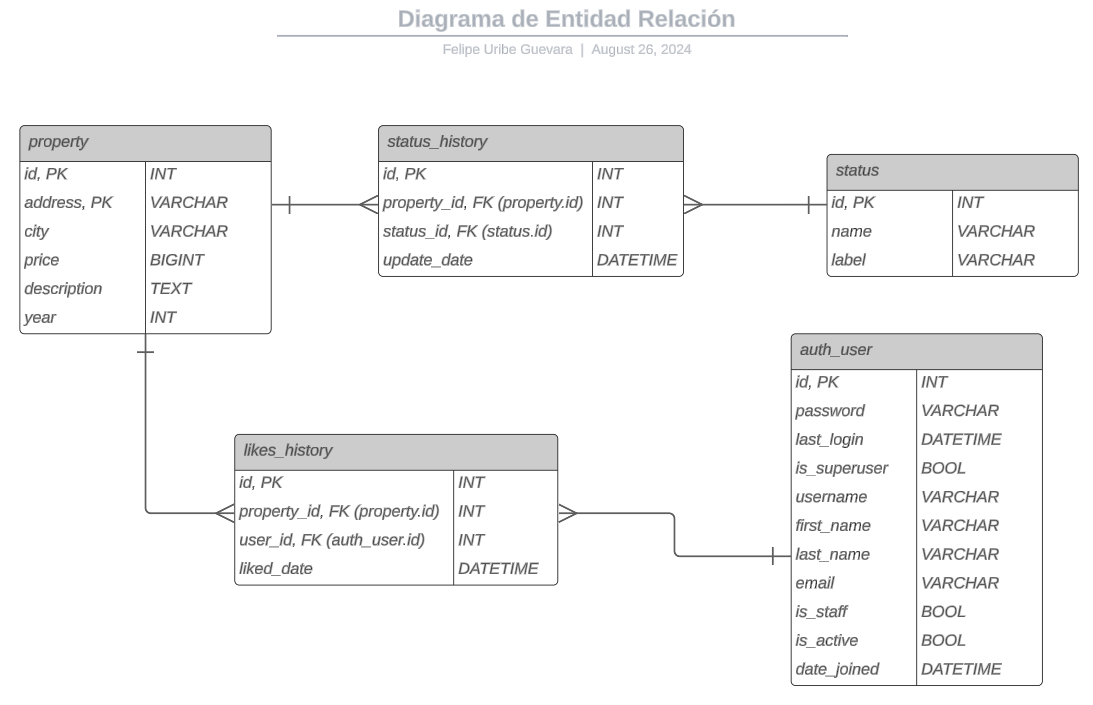 Diagrama de Entidad Relación
Felipe Uribe Guevara | August 26, 2024
property
id, PK INT
address, PK VARCHAR
city VARCHAR
price BIGINT
description TEXT
year INT
status_history
id, PK INT
property_id, FK (property.id) INT
status_id, FK (status.id) INT
update_date DATETIME
status
id, PK INT
name VARCHAR
label VARCHAR
likes_history
id, PK INT
property_id, FK (property.id) INT
user_id, FK (auth_user.id) INT
liked_date DATETIME
auth_user
id, PK INT
password VARCHAR
last_login DATETIME
is_superuser BOOL
username VARCHAR
first_name VARCHAR
last_name VARCHAR
email VARCHAR
is_staff BOOL
is_active BOOL
date_joined DATETIME